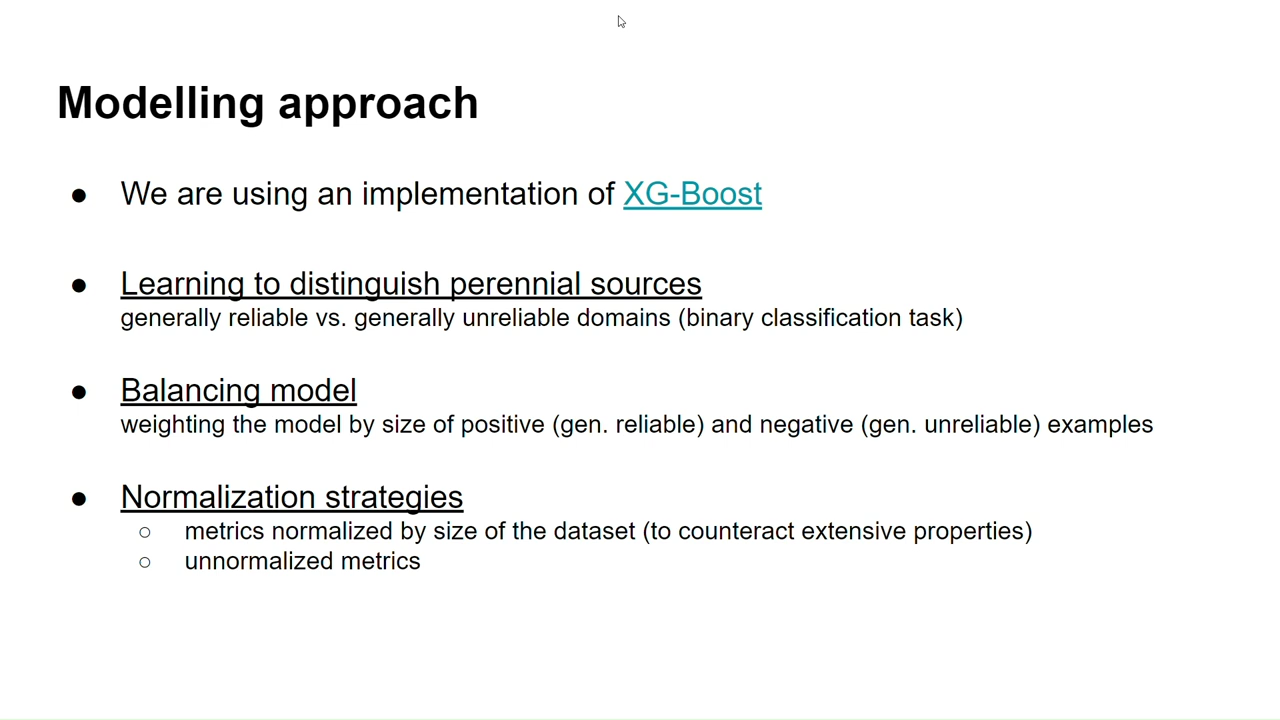 Modelling approach
● We are using an implementation of XG-Boost
● Learning to distinguish perennial sources
generally reliable vs. generally unreliable domains (binary classification task)
● Balancing model
weighting the model by size of positive (gen. reliable) and negative (gen. unreliable) examples
● Normalization strategies
○ metrics normalized by size of the dataset (to counteract extensive properties)
○ unnormalized metrics